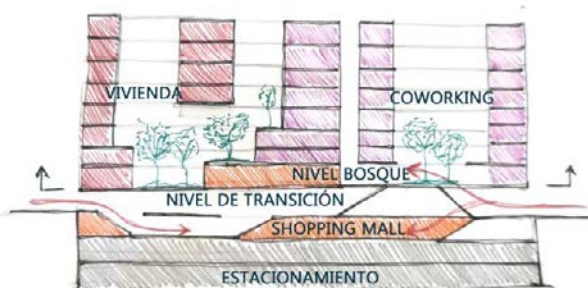 VIVIENDA
COWORKING
NIVEL BOSQUE
NIVEL DE TRANSICIÓN
SHOPPING MALL
ESTACIONAMIENTO